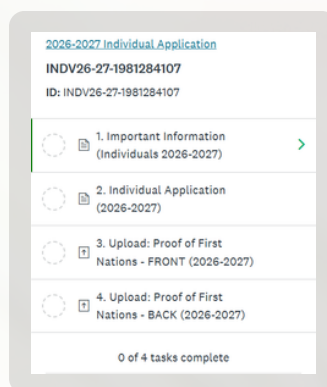 2026-2027 Individual Application
INDV26-27-1981284107
ID: INDV26-27-1981284107
1. Important Information
(Individuals 2026-2027)
2. Individual Application
(2026-2027)
3. Upload: Proof of First
Nations - FRONT (2026-2027)
4. Upload: Proof of First
Nations - BACK (2026-2027)
0 of 4 tasks complete